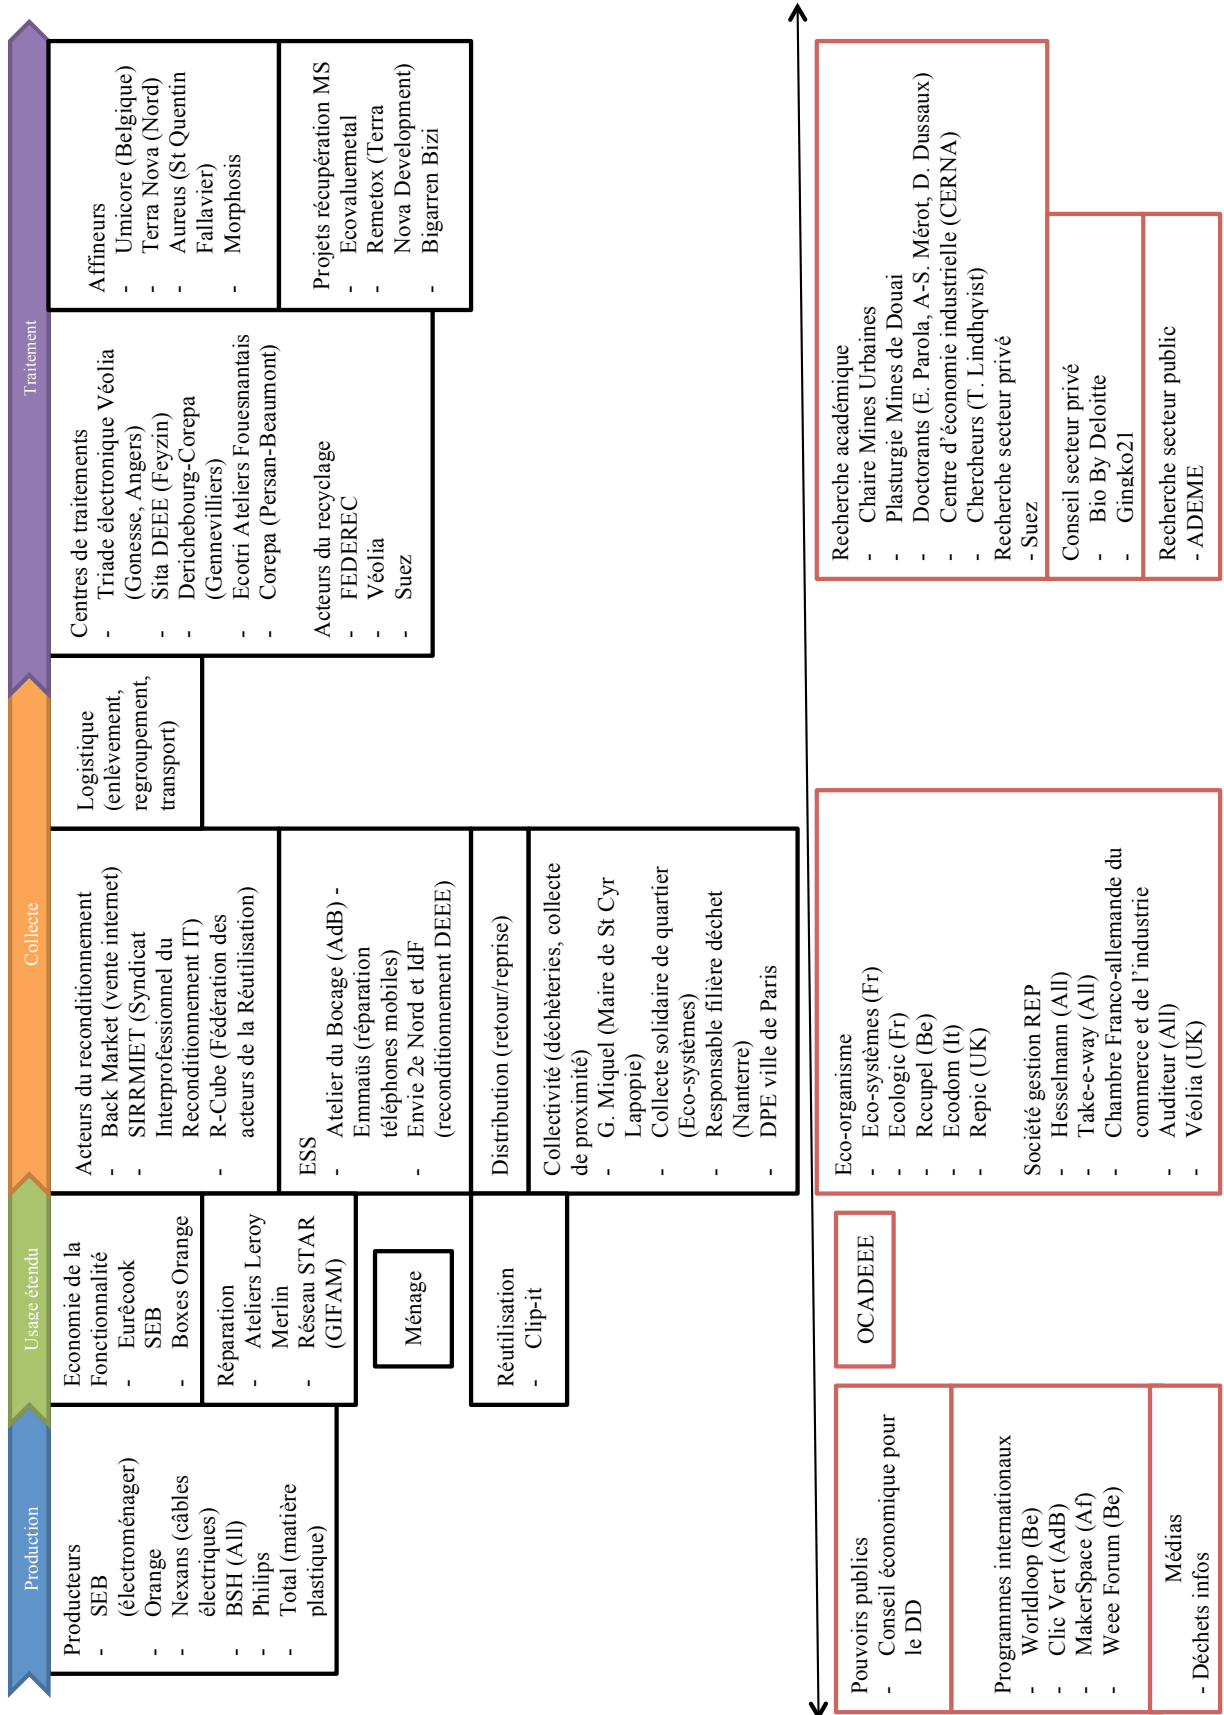 Production
Usage étendu
Collecte
Traitement
Producteurs
- SEB
(électroménager)
- Orange
- Nexans (câbles
électriques)
- BSH (All)
- Philips
- Total (matière
plastique)
Economie de la
Fonctionnalité
- Eurêcook
SEB
- Boxes Orange
Réparation
- Ateliers Leroy
Merlin
- Réseau STAR
(GIFAM)
Ménage
Réutilisation
- Clip-it
Acteurs du reconditionnement
- Back Market (vente internet)
- SIRRMIET (Syndicat
Interprofessionnel du
Reconditionnement IT)
- R-Cube (Fédération des
acteurs de la Réutilisation)
ESS
- Atelier du Bocage (AdB) -
Emmaüs (réparation
téléphones mobiles)
- Envie 2e Nord et IdF
(reconditionnement DEEE)
Distribution (retour/reprise)
Collectivité (déchèteries, collecte
de proximité)
- G. Miquel (Maire de St Cyr
Lapopie)
- Collecte solidaire de quartier
(Eco-systèmes)
- Responsable filière déchet
(Nanterre)
- DPE ville de Paris
Logistique
(enlèvement,
regroupement,
transport)
Centres de traitements
- Triade électronique Véolia
(Gonesse, Angers)
- Sita DEEE (Feyzin)
- Derichebourg-Corepa
(Gennevilliers)
- Ecotri Ateliers Fouesnantais
- Corepa (Persan-Beaumont)
Acteurs du recyclage
- FEDEREC
- Véolia
- Suez
Affineurs
- Umicore (Belgique)
- Terra Nova (Nord)
- Aureus (St Quentin
Fallavier)
- Morphosis
Projets récupération MS
- Ecovaluemetal
- Remetox (Terra
Nova Development)
- Bigarren Bizi
Pouvoirs publics
- Conseil économique pour
le DD
Programmes internationaux
- Worldloop (Be)
- Clic Vert (AdB)
- MakerSpace (Af)
- Weee Forum (Be)
Médias
- Déchets infos
OCADEEE
Eco-organisme
- Eco-systèmes (Fr)
- Ecologic (Fr)
- Rccupel (Be)
- Ecodom (It)
- Repic (UK)
Société gestion REP
- Hesselmann (All)
- Take-e-way (All)
- Chambre Franco-allemande du
commerce et de l'industrie
- Auditeur (All)
- Véolia (UK)
Recherche académique
- Chaire Mines Urbaines
- Plasturgie Mines de Douai
- Doctorants (E. Parola, A-S. Mérot, D. Dussaux)
- Centre d'économie industrielle (CERNA)
- Chercheurs (T. Lindhqvist)
Recherche secteur privé
- Suez
Conseil secteur privé
- Bio By Deloitte
- Gingko21
Recherche secteur public
- ADEME